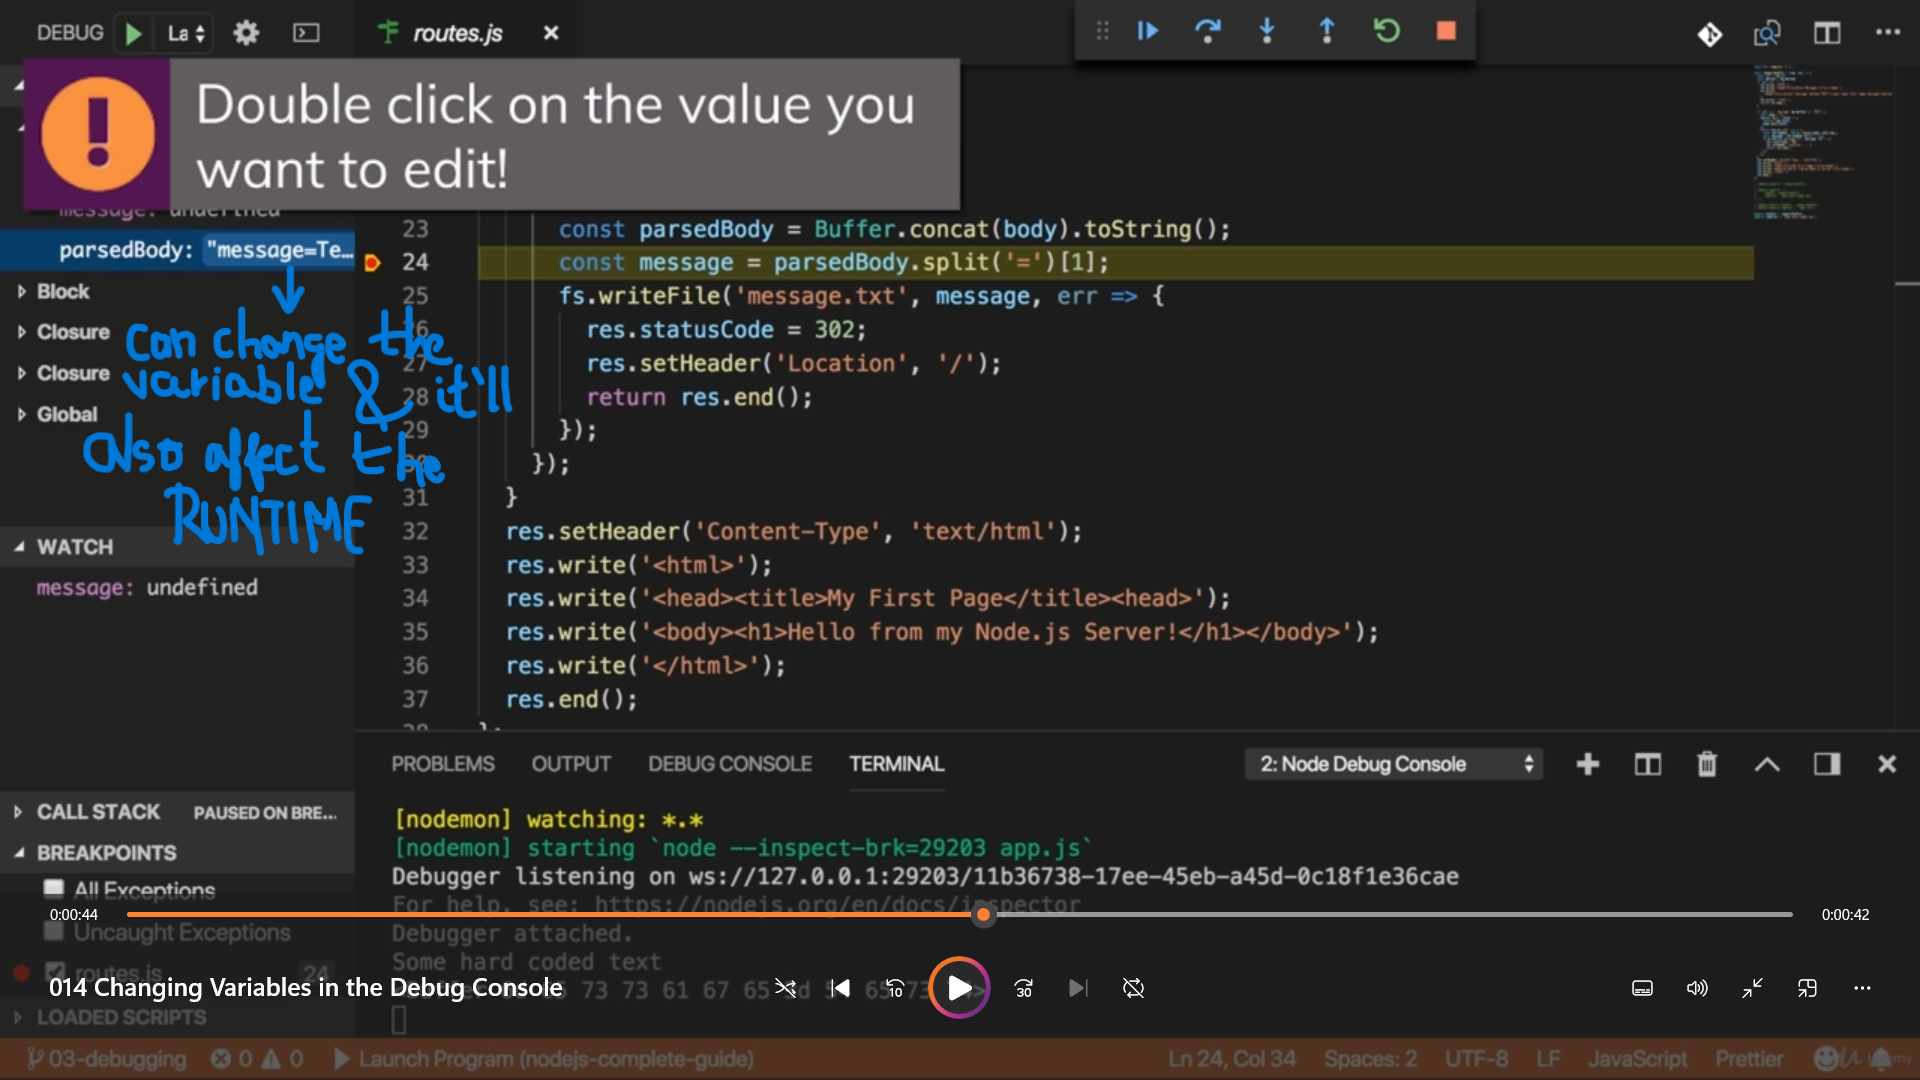 DEBUG La routes.js
Double click on the value you
want to edit!
message: undefined
parsedBody: "message=Te…
Block
Closure
Closure
Global
can change the
variable & it'll
also affect the
RUNTIME
WATCH
message: undefined
CALL STACK PAUSED ON BRE…
BREAKPOINTS
All Exceptions
Uncaught Exceptions
routes.js 24
LOADED SCRIPTS
23 const parsedBody = Buffer.concat(body).toString();
24 const message = parsedBody.split('=')[1];
25 fs.writeFile('message.txt', message, err => {
26 res.statusCode = 302;
27 res.setHeader('Location', '/');
28 return res.end();
29 });
30 });
31 }
32 res.setHeader('Content-Type', 'text/html');
33 res.write('<html>');
34 res.write('<head><title>My First Page</title><head>');
35 res.write('<body><h1>Hello from my Node.js Server!</h1></body>');
36 res.write('</html>');
37 res.end();
PROBLEMS OUTPUT DEBUG CONSOLE TERMINAL 2: Node Debug Console
[nodemon] watching: *.*
[nodemon] starting `node --inspect-brk=29203 app.js`
Debugger listening on ws://127.0.0.1:29203/11b36738-17ee-45eb-a45d-0c18f1e36cae
For help, see: https://nodejs.org/en/docs/inspector
Debugger attached.
Some hard coded text
73 73 61 67 65
0:00:44 0:00:42
014 Changing Variables in the Debug Console
10 30
03-debugging 0 0 Launch Program (nodejs-complete-guide) Ln 24, Col 34 Spaces: 2 UTF-8 LF JavaScript Prettier